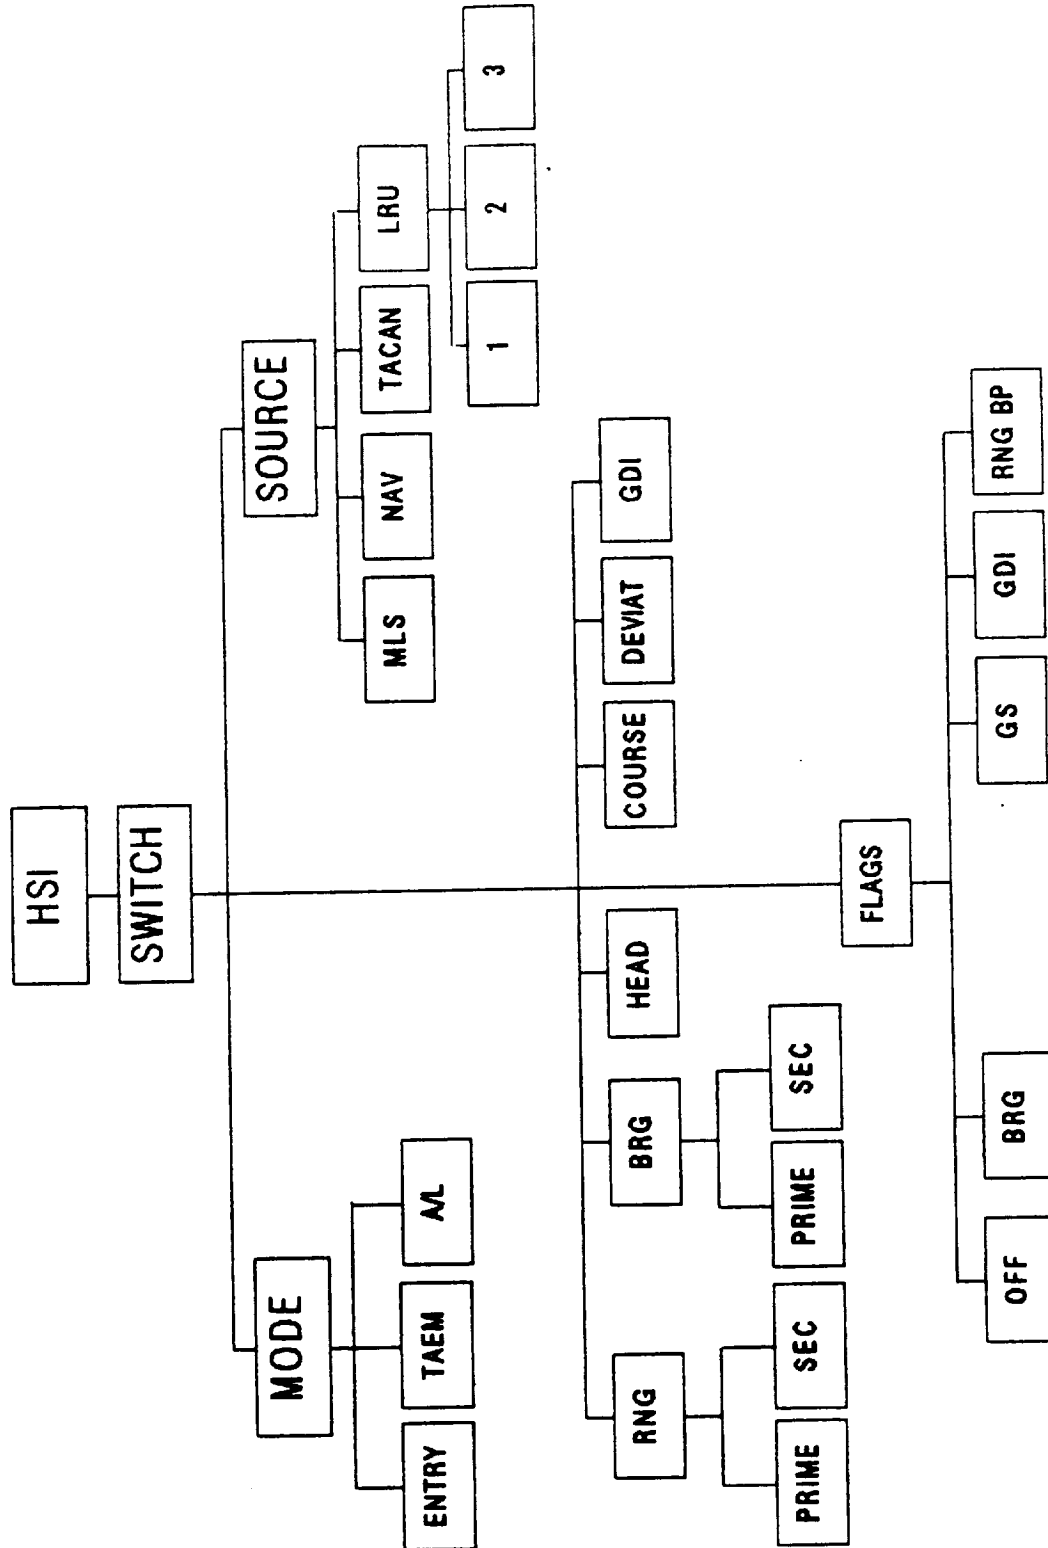 HSI
SWITCH
MODE
SOURCE
ENTRY
TAEM
A/L
MLS
NAV
TACAN
LRU
1
2
3
RNG
BRG
HEAD
COURSE
DEVIAT
GDI
PRIME
SEC
PRIME
SEC
FLAGS
OFF
BRG
GS
GDI
RNG BP